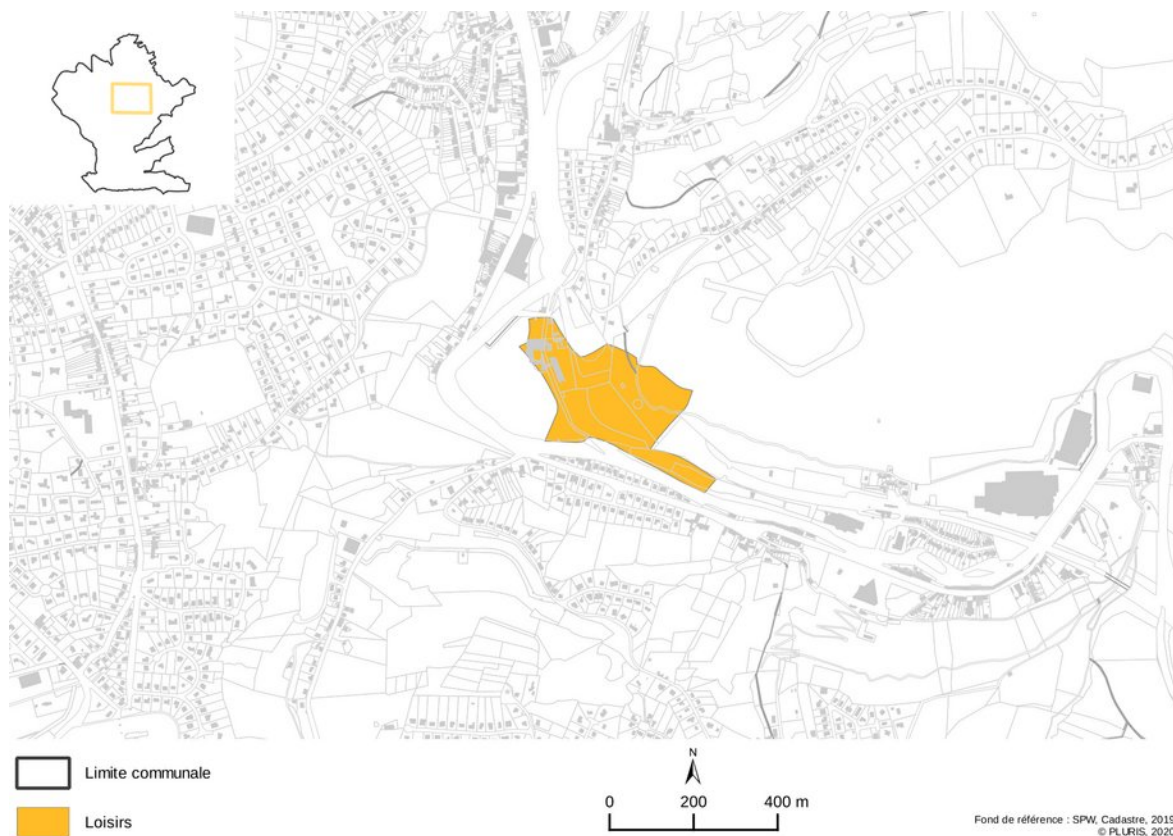 Limite communale
Loisirs
N
0 200 400 m
Fond de référence : SPW, Cadastre, 2019
© PLURIS, 2020